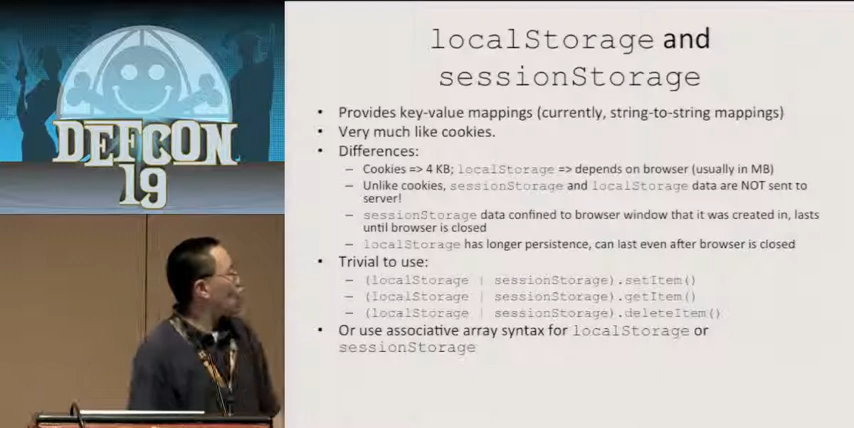 DEFCON
19
localStorage and
sessionStorage
• Provides key-value mappings (currently, string-to-string mappings)
• Very much like cookies.
• Differences:
– Cookies => 4 KB; localStorage => depends on browser (usually in MB)
– Unlike cookies, sessionStorage and localStorage data are NOT sent to
server!
– sessionStorage data confined to browser window that it was created in, lasts
until browser is closed
– localStorage has longer persistence, can last even after browser is closed
• Trivial to use:
– (localStorage | sessionStorage).setItem()
– (localStorage | sessionStorage).getItem()
– (localStorage | sessionStorage).deleteItem()
• Or use associative array syntax for localStorage or
sessionStorage